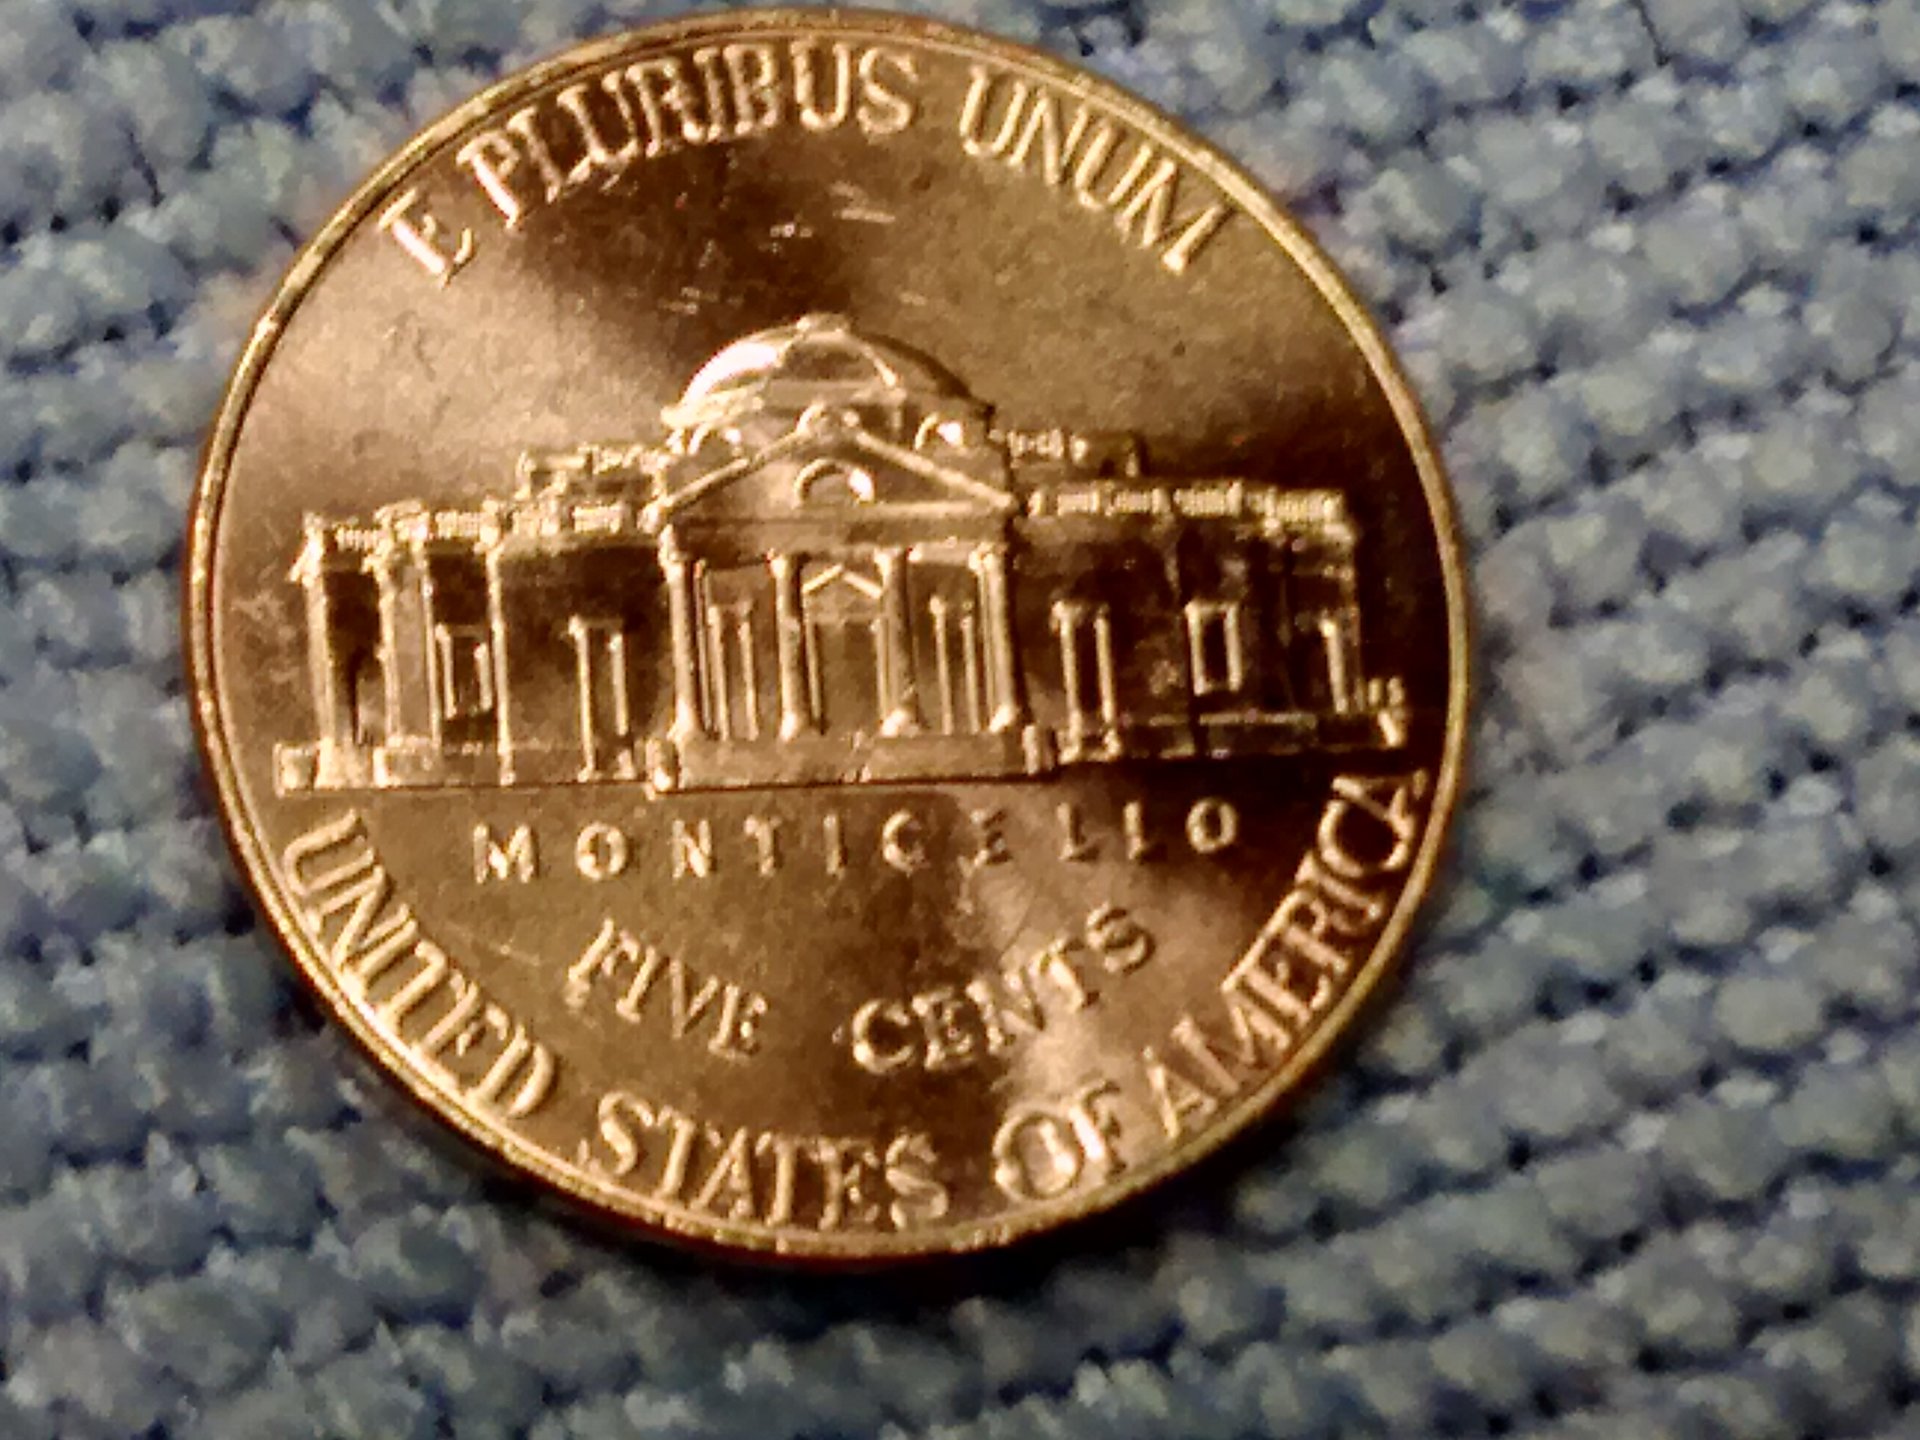 E PLURIBUS UNUM
MONTICELLO
FIVE CENTS
UNITED STATES OF AMERICA